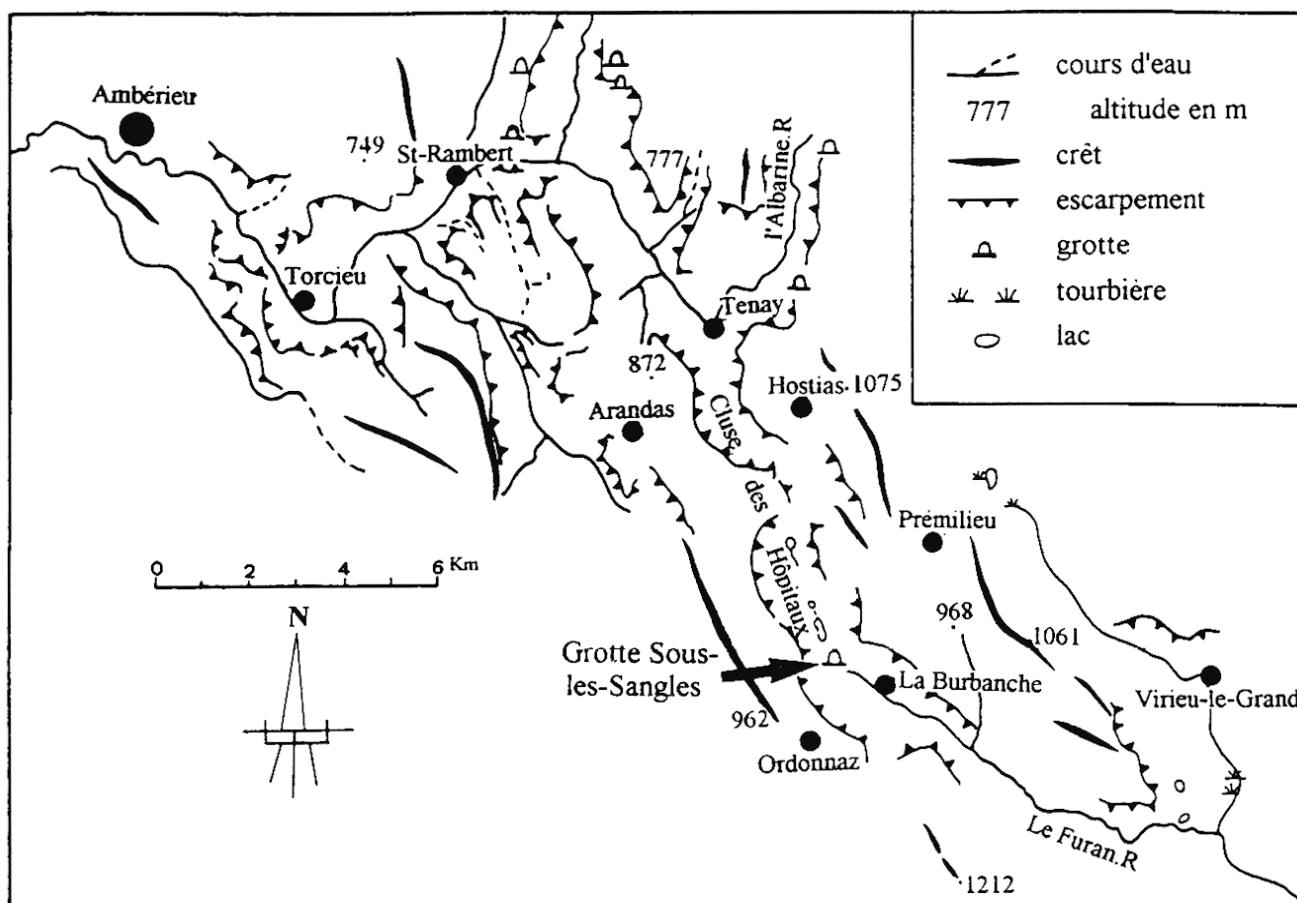 cours d'eau
777 altitude en m
crêt
escarpement
grotte
tourbière
lac
Ambérieu
749
St-Rambert
777
l'Albarine.R
Torcieu
Tenay
872
Hostias
1075
Arandas
Cluse
des
Hôpitaux
Prémilieu
0 2 4 6 Km
N
968
1061
Grotte Sous-
les-Sangles
La Burbanche
Virieu-le-Grand
962
Ordonnaz
Le Furan.R
1212